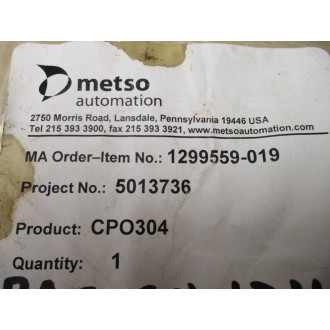 metso
automation
2750 Morris Road, Lansdale, Pennsylvania 19446 USA
Tel 215 393 3900, fax 215 393 3921, www.metsoautomation.com
MA Order–Item No.: 1299559-019
Project No.: 5013736
Product: CPO304
Quantity: 1